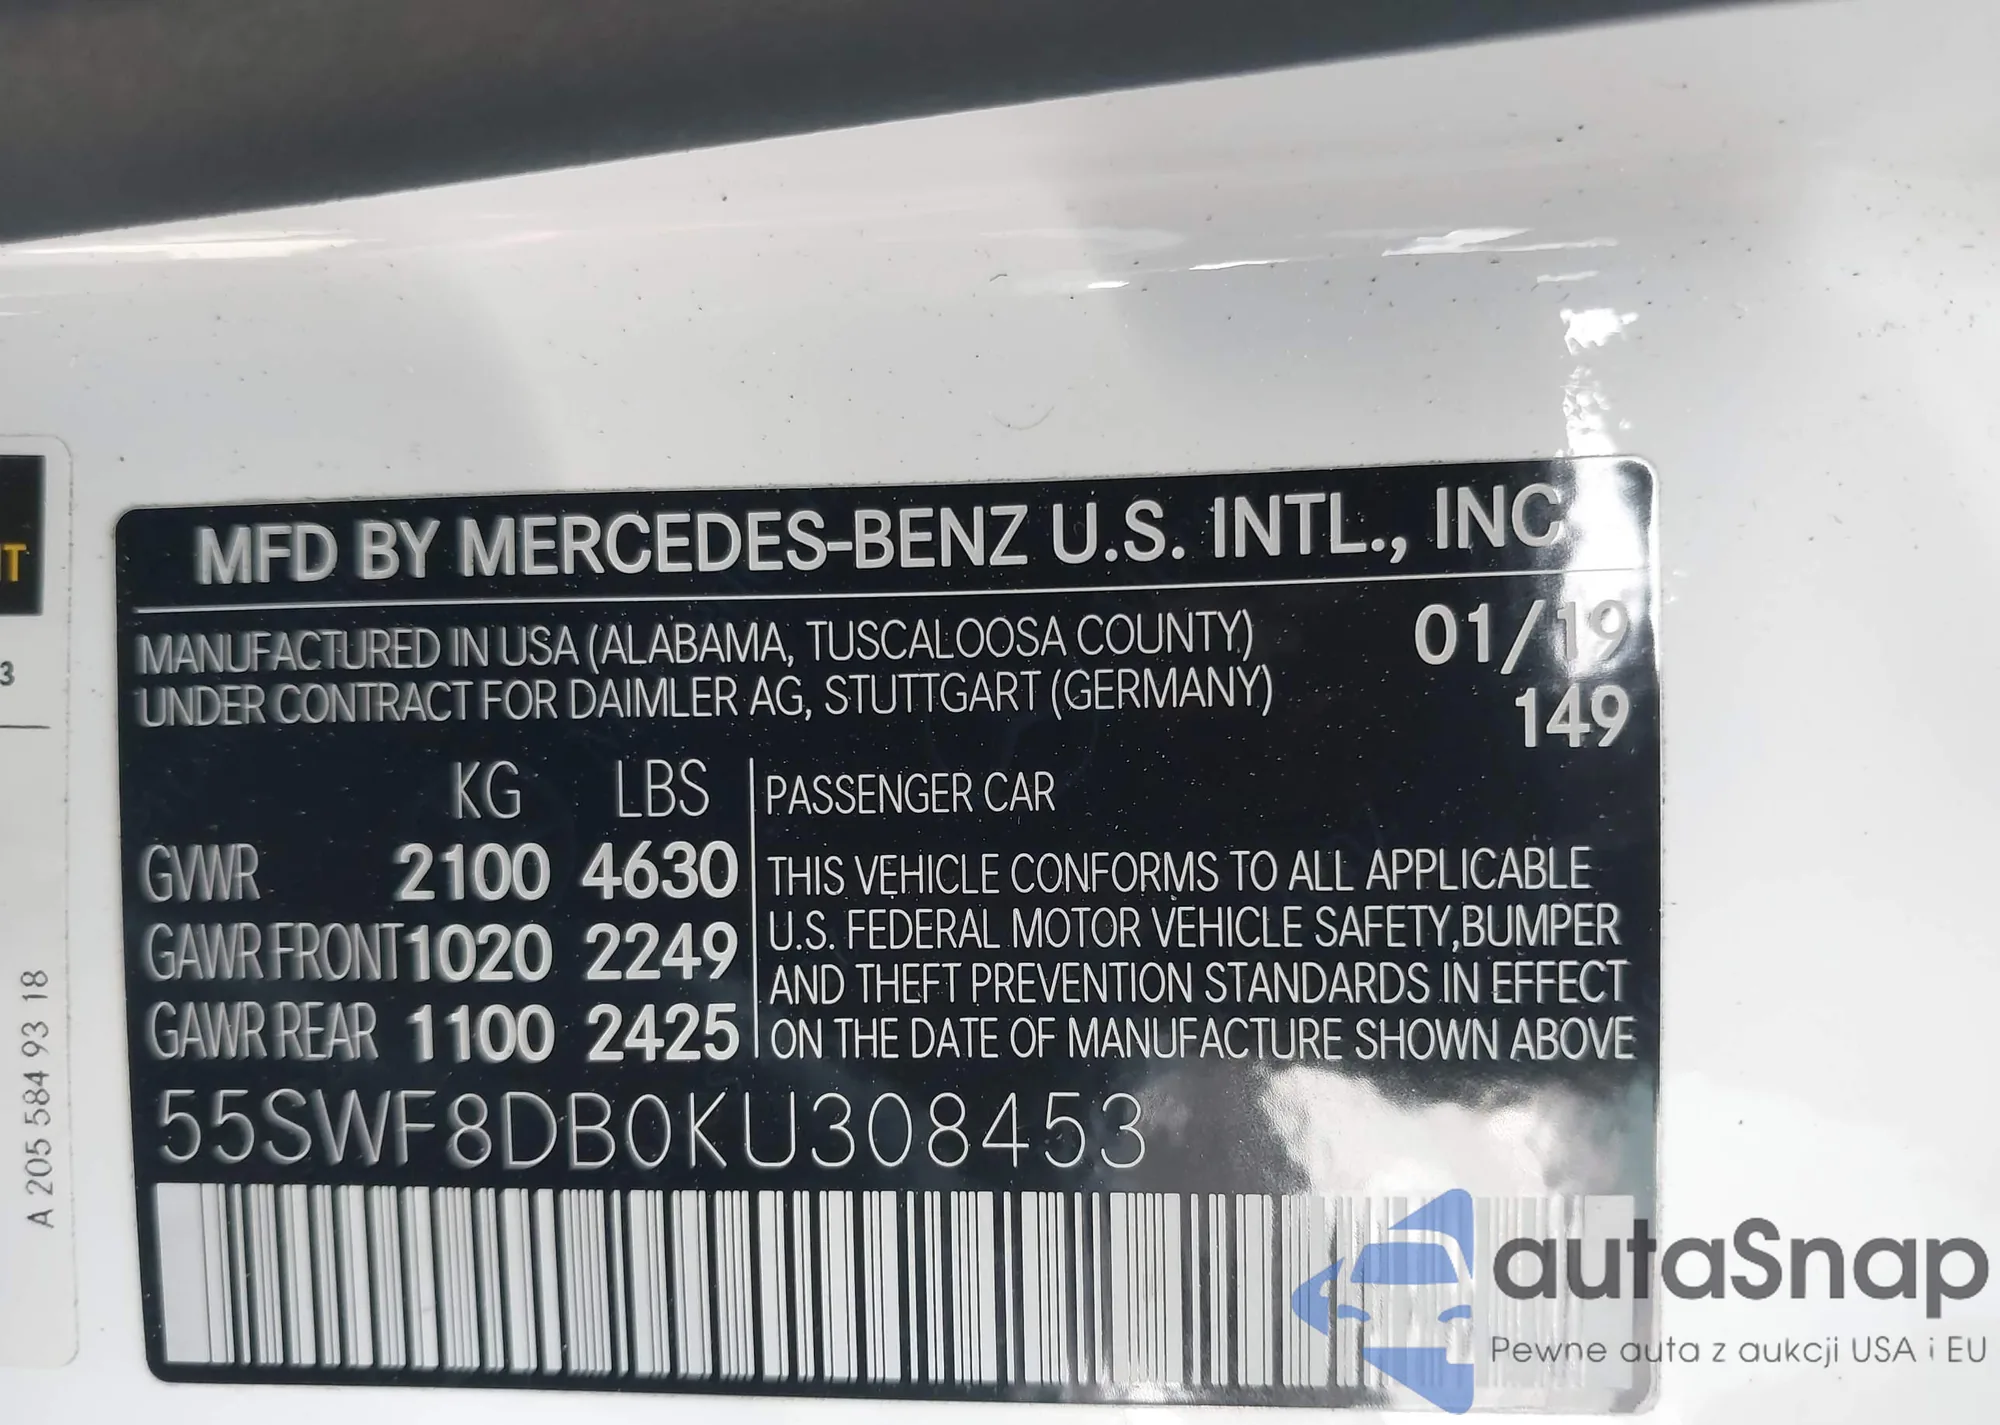 MFD BY MERCEDES-BENZ U.S. INTL., INC
MANUFACTURED IN USA (ALABAMA, TUSCALOOSA COUNTY)
UNDER CONTRACT FOR DAIMLER AG, STUTTGART (GERMANY)
01/19
149
KG LBS
GVWR 2100 4630
GAWR FRONT 1020 2249
GAWR REAR 1100 2425
PASSENGER CAR
THIS VEHICLE CONFORMS TO ALL APPLICABLE
U.S. FEDERAL MOTOR VEHICLE SAFETY, BUMPER
AND THEFT PREVENTION STANDARDS IN EFFECT
ON THE DATE OF MANUFACTURE SHOWN ABOVE
55SWF8DB0KU308453
A 205 584 93 18
3
autaSnap
Pewne auta z aukcji USA i EU